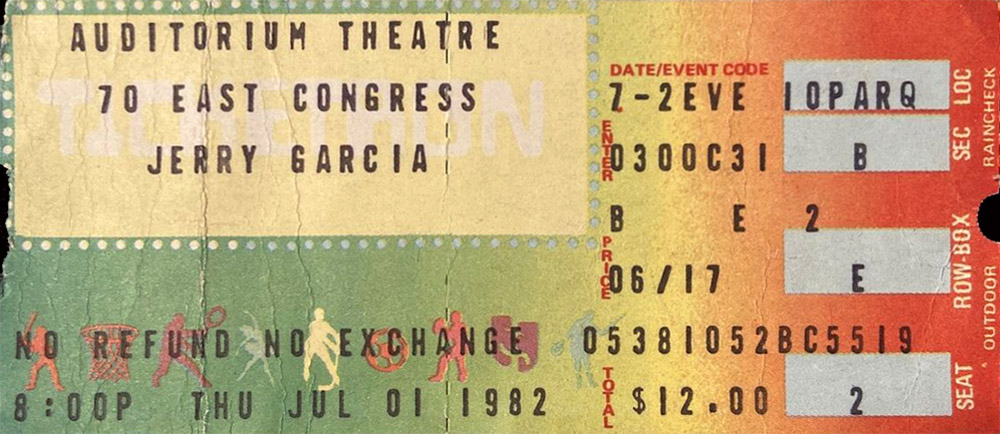 AUDITORIUM THEATRE
70 EAST CONGRESS
JERRY GARCIA
TICKETRON
NO REFUND NO EXCHANGE
8:00P THU JUL 01 1982
DATE/EVENT CODE
7-2EVE 10PARQ
ENTER
0300C31 B
B E 2
PRICE
06/17 E
05381052BC5519
TOTAL
$12.00 2
LOC
SEC
ROW-BOX
SEAT
RAINCHECK
OUTDOOR